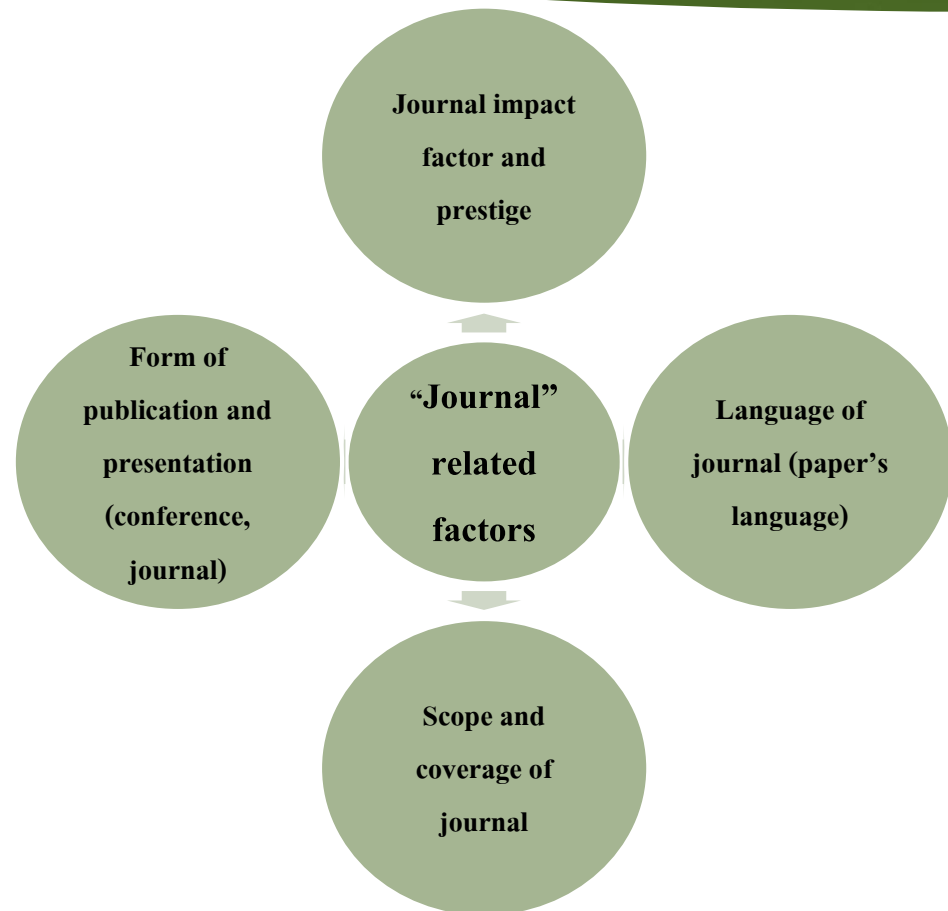 Journal impact
factor and
prestige
Form of
publication and
presentation
(conference,
journal)
“Journal”
related
factors
Language of
journal (paper’s
language)
Scope and
coverage of
journal